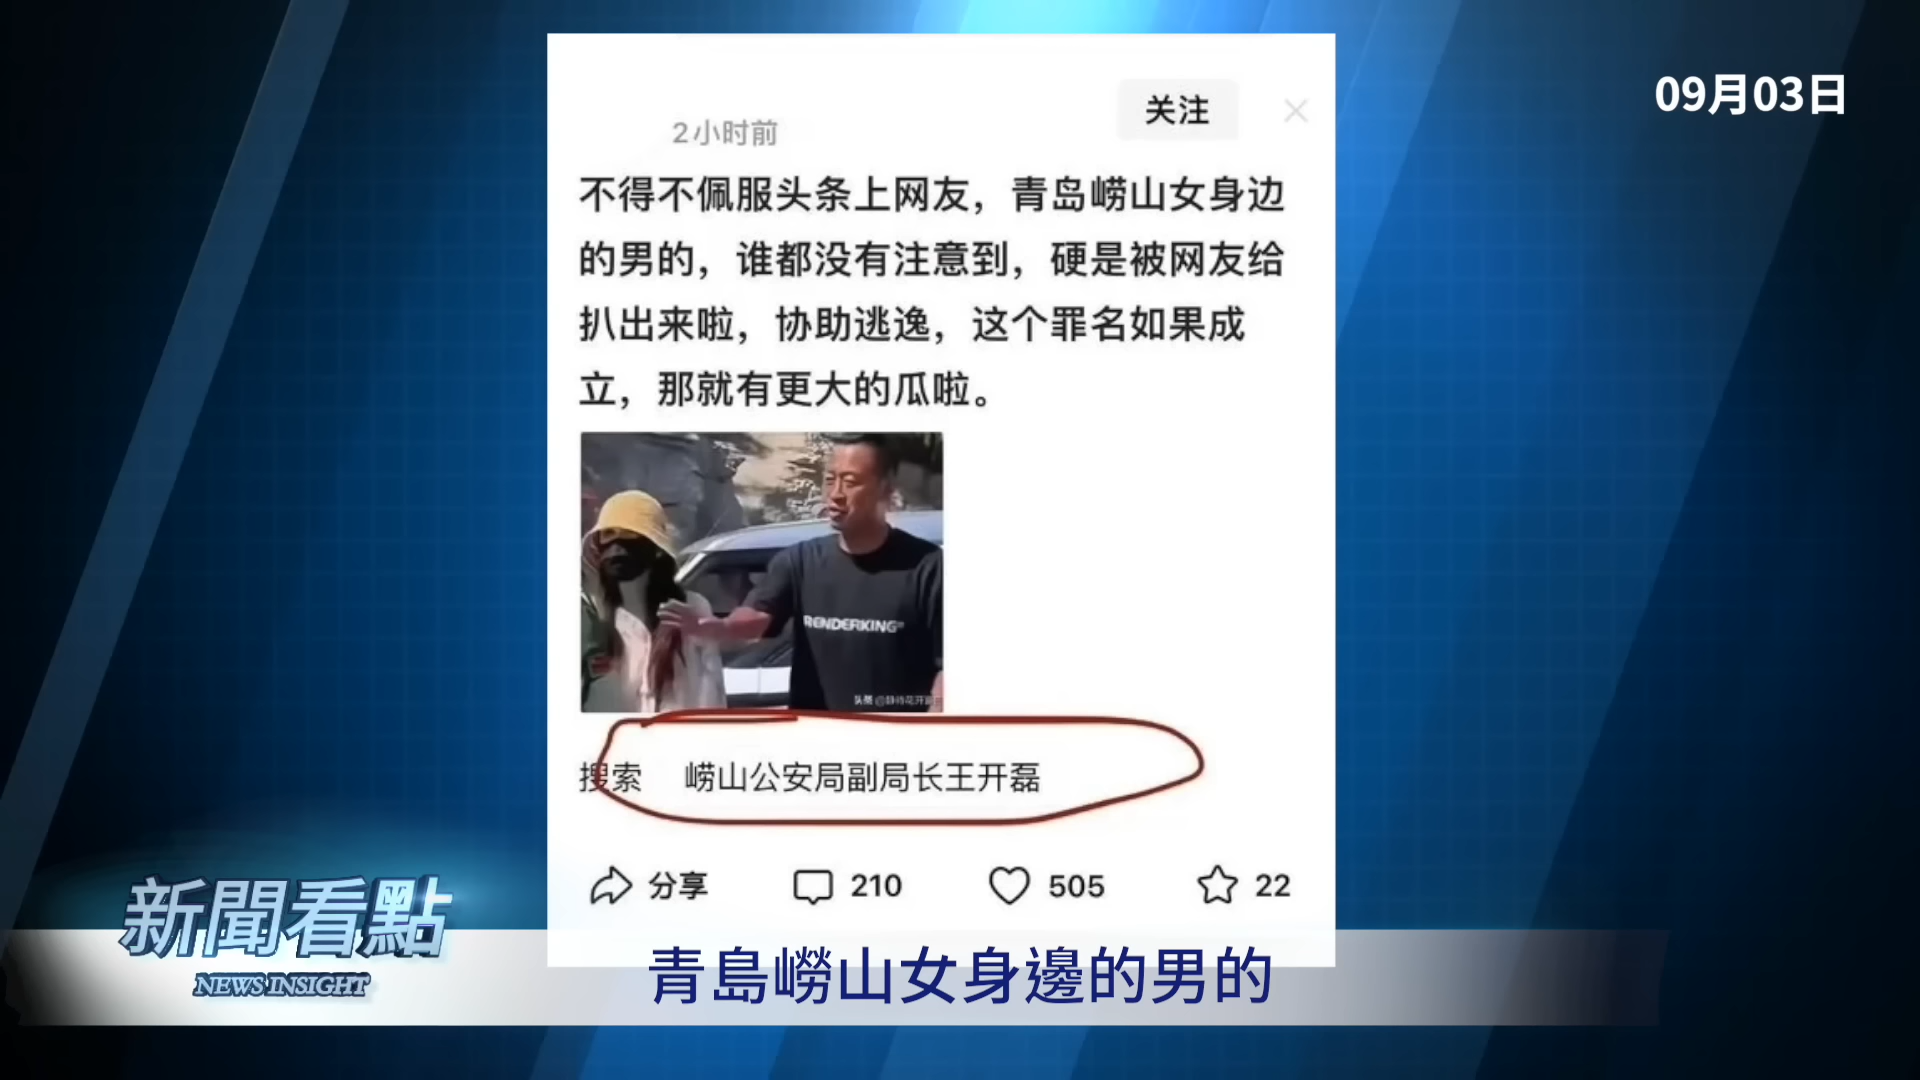 09月03日
关注
2小时前
不得不佩服头条上网友，青岛崂山女身边
的男的，谁都没有注意到，硬是被网友给
扒出来啦，协助逃逸，这个罪名如果成
立，那就有更大的瓜啦。
RENDERKING
头条
搜索 崂山公安局副局长王开磊
分享 210 505 22
新聞看點
NEWS INSIGHT
青島嶗山女身邊的男的